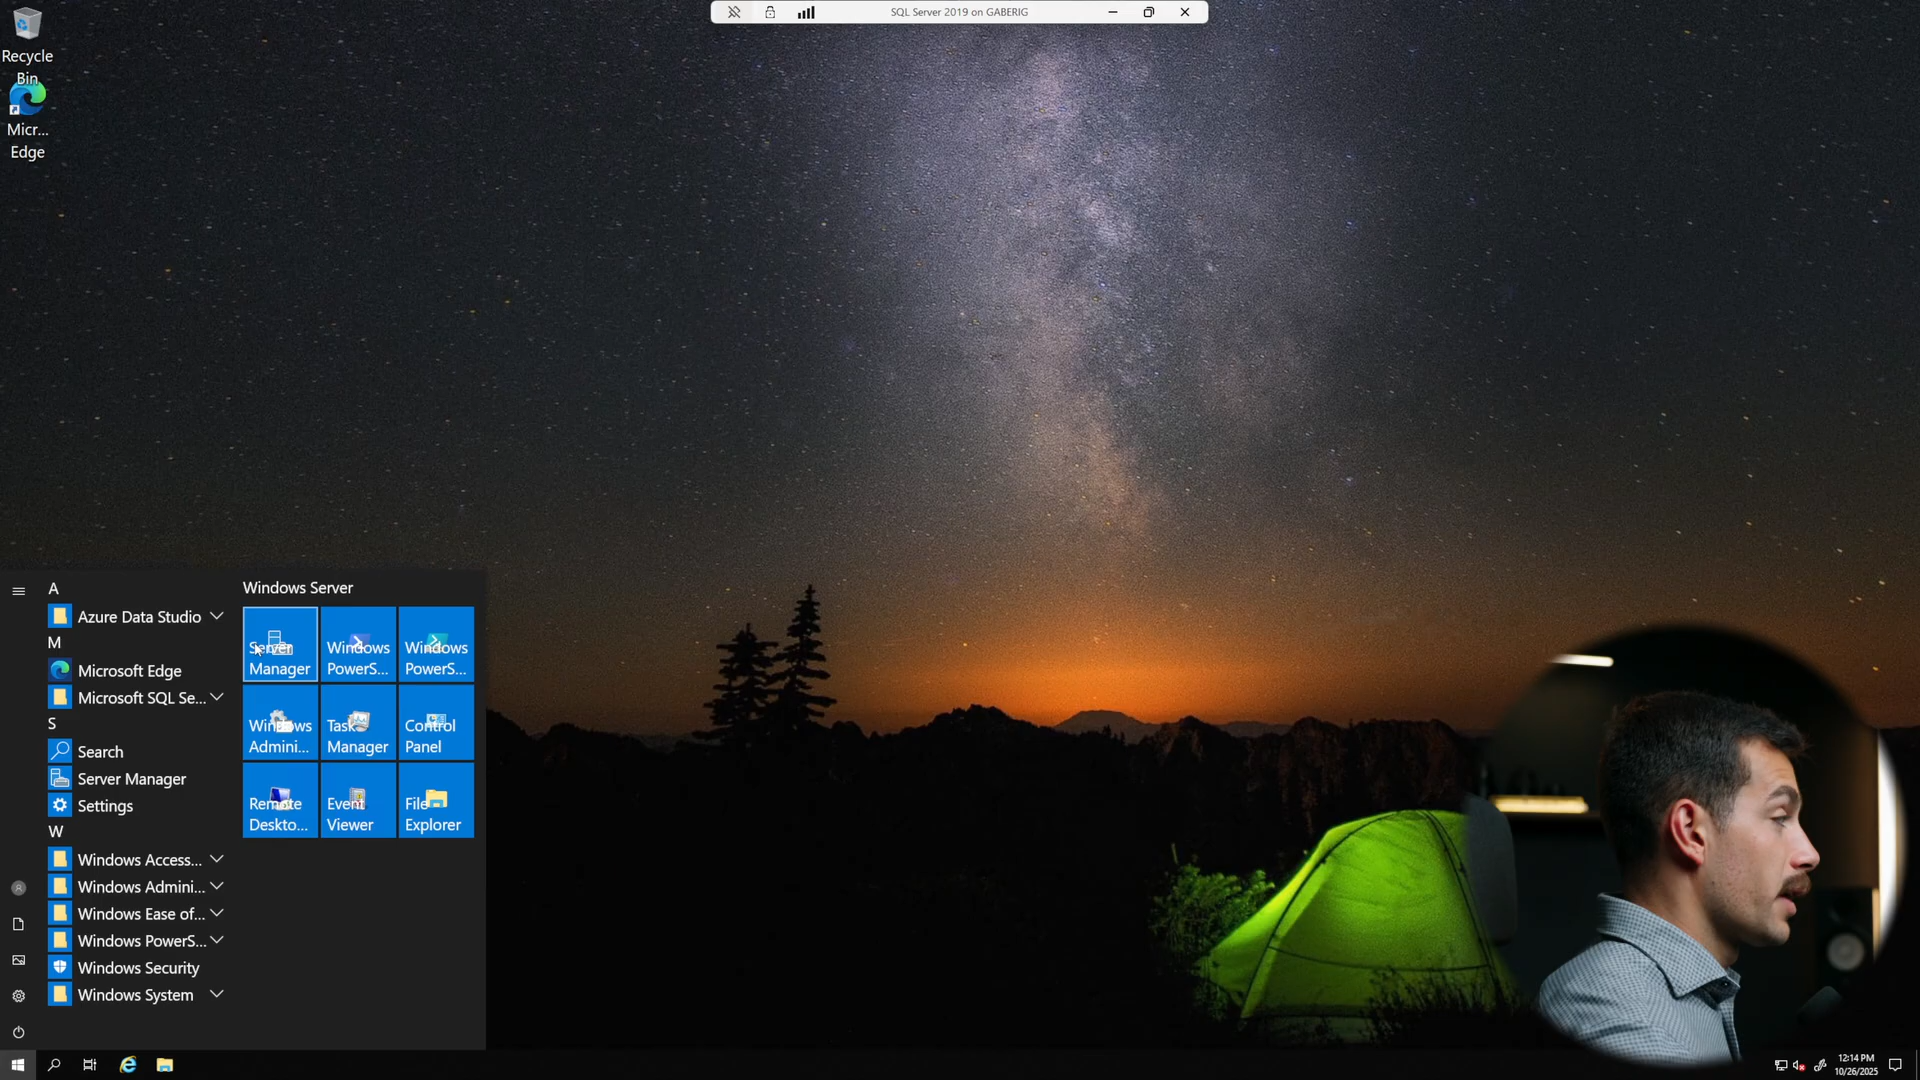 SQL Server 2019 on GABERIG
Recycle
Bin
Micr...
Edge
A
Azure Data Studio
M
Microsoft Edge
Microsoft SQL Se...
S
Search
Server Manager
Settings
W
Windows Access...
Windows Admini...
Windows Ease of...
Windows PowerS...
Windows Security
Windows System
Windows Server
Server
Manager
Windows
PowerS...
Windows
PowerS...
Windows
Admini...
Task
Manager
Control
Panel
Remote
Deskto...
Event
Viewer
File
Explorer
12:14 PM
10/26/2025